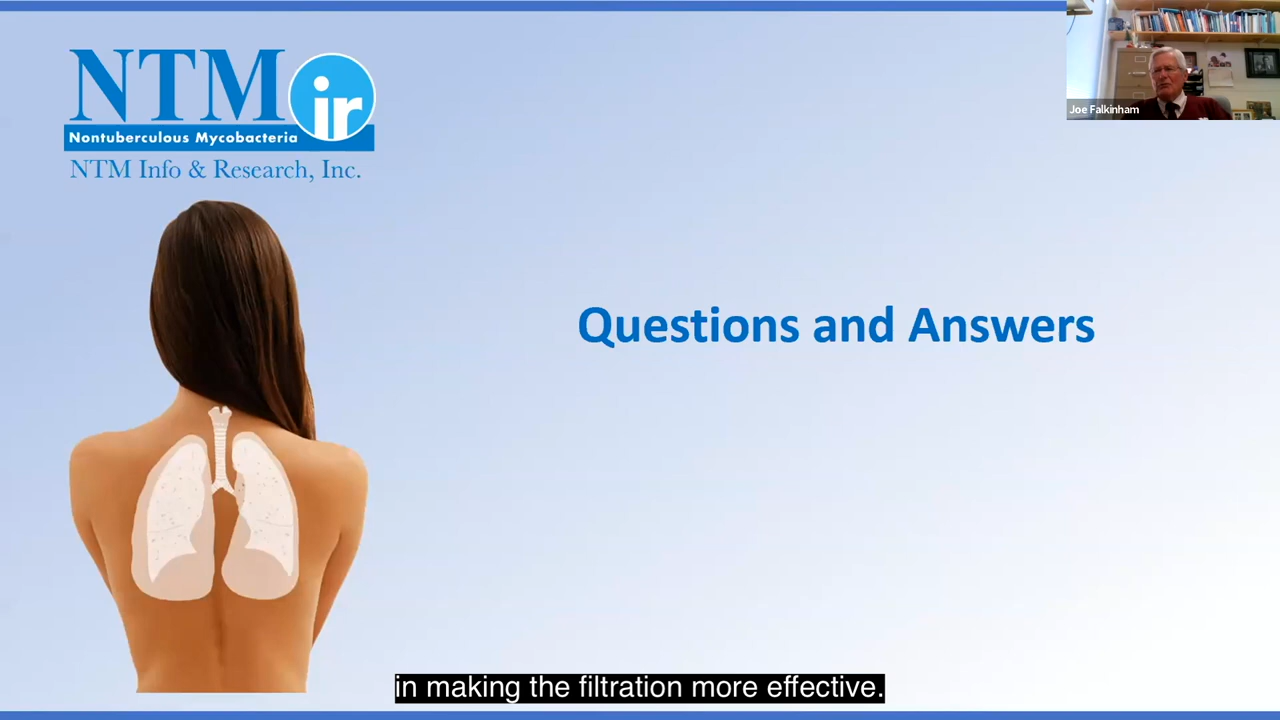 NTM
ir
Nontuberculous Mycobacteria
NTM Info & Research, Inc.
Joe Falkinham
Questions and Answers
in making the filtration more effective.